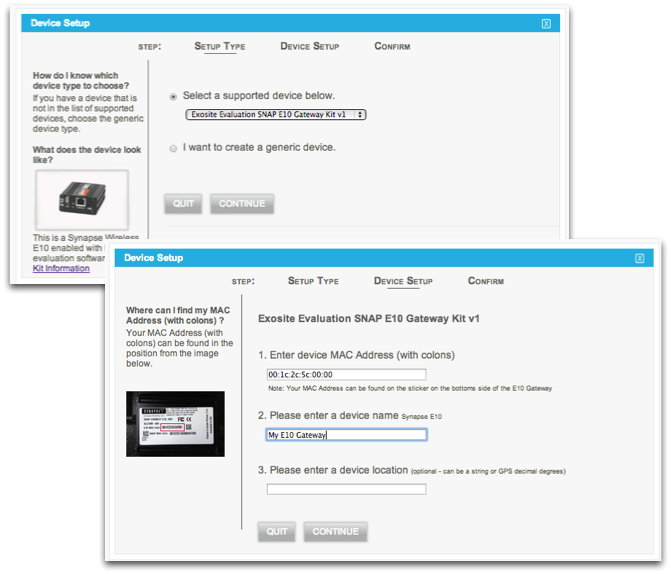 Device Setup
X
STEP: SETUP TYPE DEVICE SETUP CONFIRM
How do I know which
device type to choose?
If you have a device that is
not in the list of supported
devices, choose the generic
device type.
What does the device look
like?
This is a Synapse Wireless
E10 enabled with
evaluation software
Kit Information
Select a supported device below.
Exosite Evaluation SNAP E10 Gateway Kit v1
I want to create a generic device.
QUIT CONTINUE
Device Setup
X
STEP: SETUP TYPE DEVICE SETUP CONFIRM
Where can I find my MAC
Address (with colons) ?
Your MAC Address (with
colons) can be found in the
position from the image
below.
Exosite Evaluation SNAP E10 Gateway Kit v1
1. Enter device MAC Address (with colons)
00:1c:2c:5c:00:00
Note: Your MAC Address can be found on the sticker on the bottoms side of the E10 Gateway
2. Please enter a device name Synapse E10
My E10 Gateway
3. Please enter a device location (optional - can be a string or GPS decimal degrees)
QUIT CONTINUE